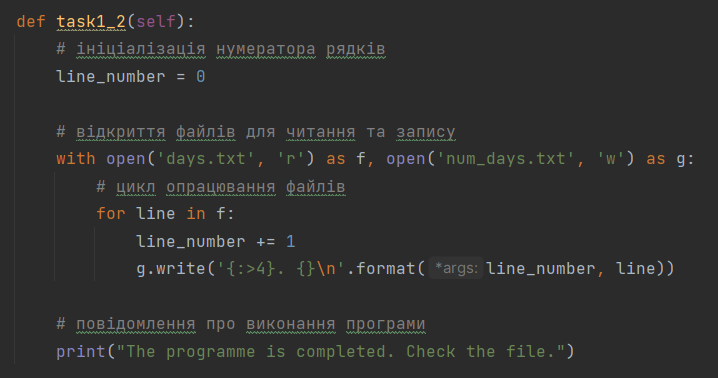 def task1_2(self):
# ініціалізація нумератора рядків
line_number = 0
# відкриття файлів для читання та запису
with open('days.txt', 'r') as f, open('num_days.txt', 'w') as g:
# цикл опрацювання файлів
for line in f:
line_number += 1
g.write('{:>4}. {}\n'.format( *args: line_number, line))
# повідомлення про виконання програми
print("The programme is completed. Check the file.")